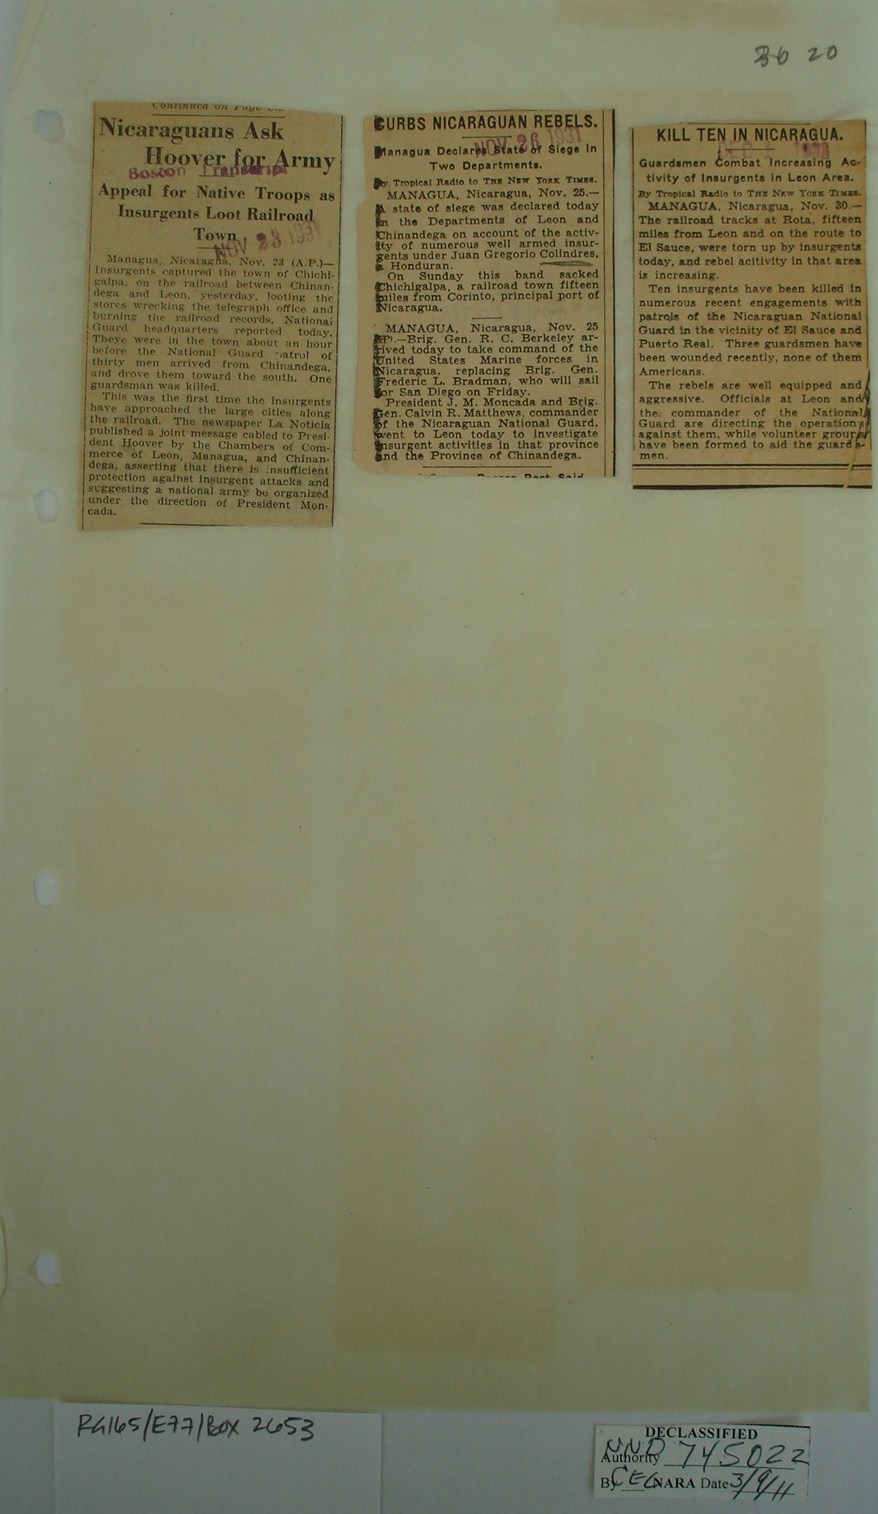 20
Continued on Page
Nicaraguans Ask
Hoover for Army
Boston Transcript
Appeal for Native Troops as
Insurgents Loot Railroad
Town
NOV 23 1931
Managua, Nicaragua, Nov. 23 (A.P.)—
Insurgents captured the town of Chichi-
galpa, on the railroad between Chinan-
dega and Leon, yesterday, looting the
stores wrecking the telegraph office and
burning the railroad records, National
Guard headquarters reported today.
Theye were in the town about an hour
before the National Guard patrol of
thirty men arrived from Chinandega,
and drove them toward the south. One
guardsman was killed.
This was the first time the insurgents
have approached the large cities along
the railroad. The newspaper La Noticia
published a joint message cabled to Presi-
dent Hoover by the Chambers of Com-
merce of Leon, Managua, and Chinan-
dega, asserting that there is insufficient
protection against insurgent attacks and
suggesting a national army be organized
under the direction of President Mon-
cada.
CURBS NICARAGUAN REBELS.
NOV 26 1931
Managua Declares State of Siege in
Two Departments.
By Tropical Radio to THE NEW YORK TIMES.
MANAGUA, Nicaragua, Nov. 25.—
A state of siege was declared today
in the Departments of Leon and
Chinandega on account of the activ-
ity of numerous well armed insur-
gents under Juan Gregorio Colindres,
a Honduran.
On Sunday this band sacked
Chichigalpa, a railroad town fifteen
miles from Corinto, principal port of
Nicaragua.
MANAGUA, Nicaragua, Nov. 25
.—Brig. Gen. R. C. Berkeley ar-
rived today to take command of the
United States Marine forces in
Nicaragua, replacing Brig. Gen.
Frederic L. Bradman, who will sail
for San Diego on Friday.
President J. M. Moncada and Brig.
Gen. Calvin R. Matthews, commander
of the Nicaraguan National Guard,
went to Leon today to investigate
insurgent activities in that province
and the Province of Chinandega.
KILL TEN IN NICARAGUA.
1931
Guardsmen Combat Increasing Ac-
tivity of Insurgents in Leon Area.
By Tropical Radio to THE NEW YORK TIMES.
MANAGUA, Nicaragua, Nov. 30.—
The railroad tracks at Rota, fifteen
miles from Leon and on the route to
El Sauce, were torn up by insurgents
today, and rebel acitivity in that area
is increasing.
Ten insurgents have been killed in
numerous recent engagements with
patrols of the Nicaraguan National
Guard in the vicinity of El Sauce and
Puerto Real. Three guardsmen have
been wounded recently, none of them
Americans.
The rebels are well equipped and
aggressive. Officials at Leon and
the commander of the National
Guard are directing the operations
against them, while volunteer groups
have been formed to aid the guards-
men.
RG165/E77/BOX 2653
DECLASSIFIED
Authority NND 745022
By CEG NARA Date 3/9/11